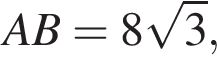 AB = 8√3,